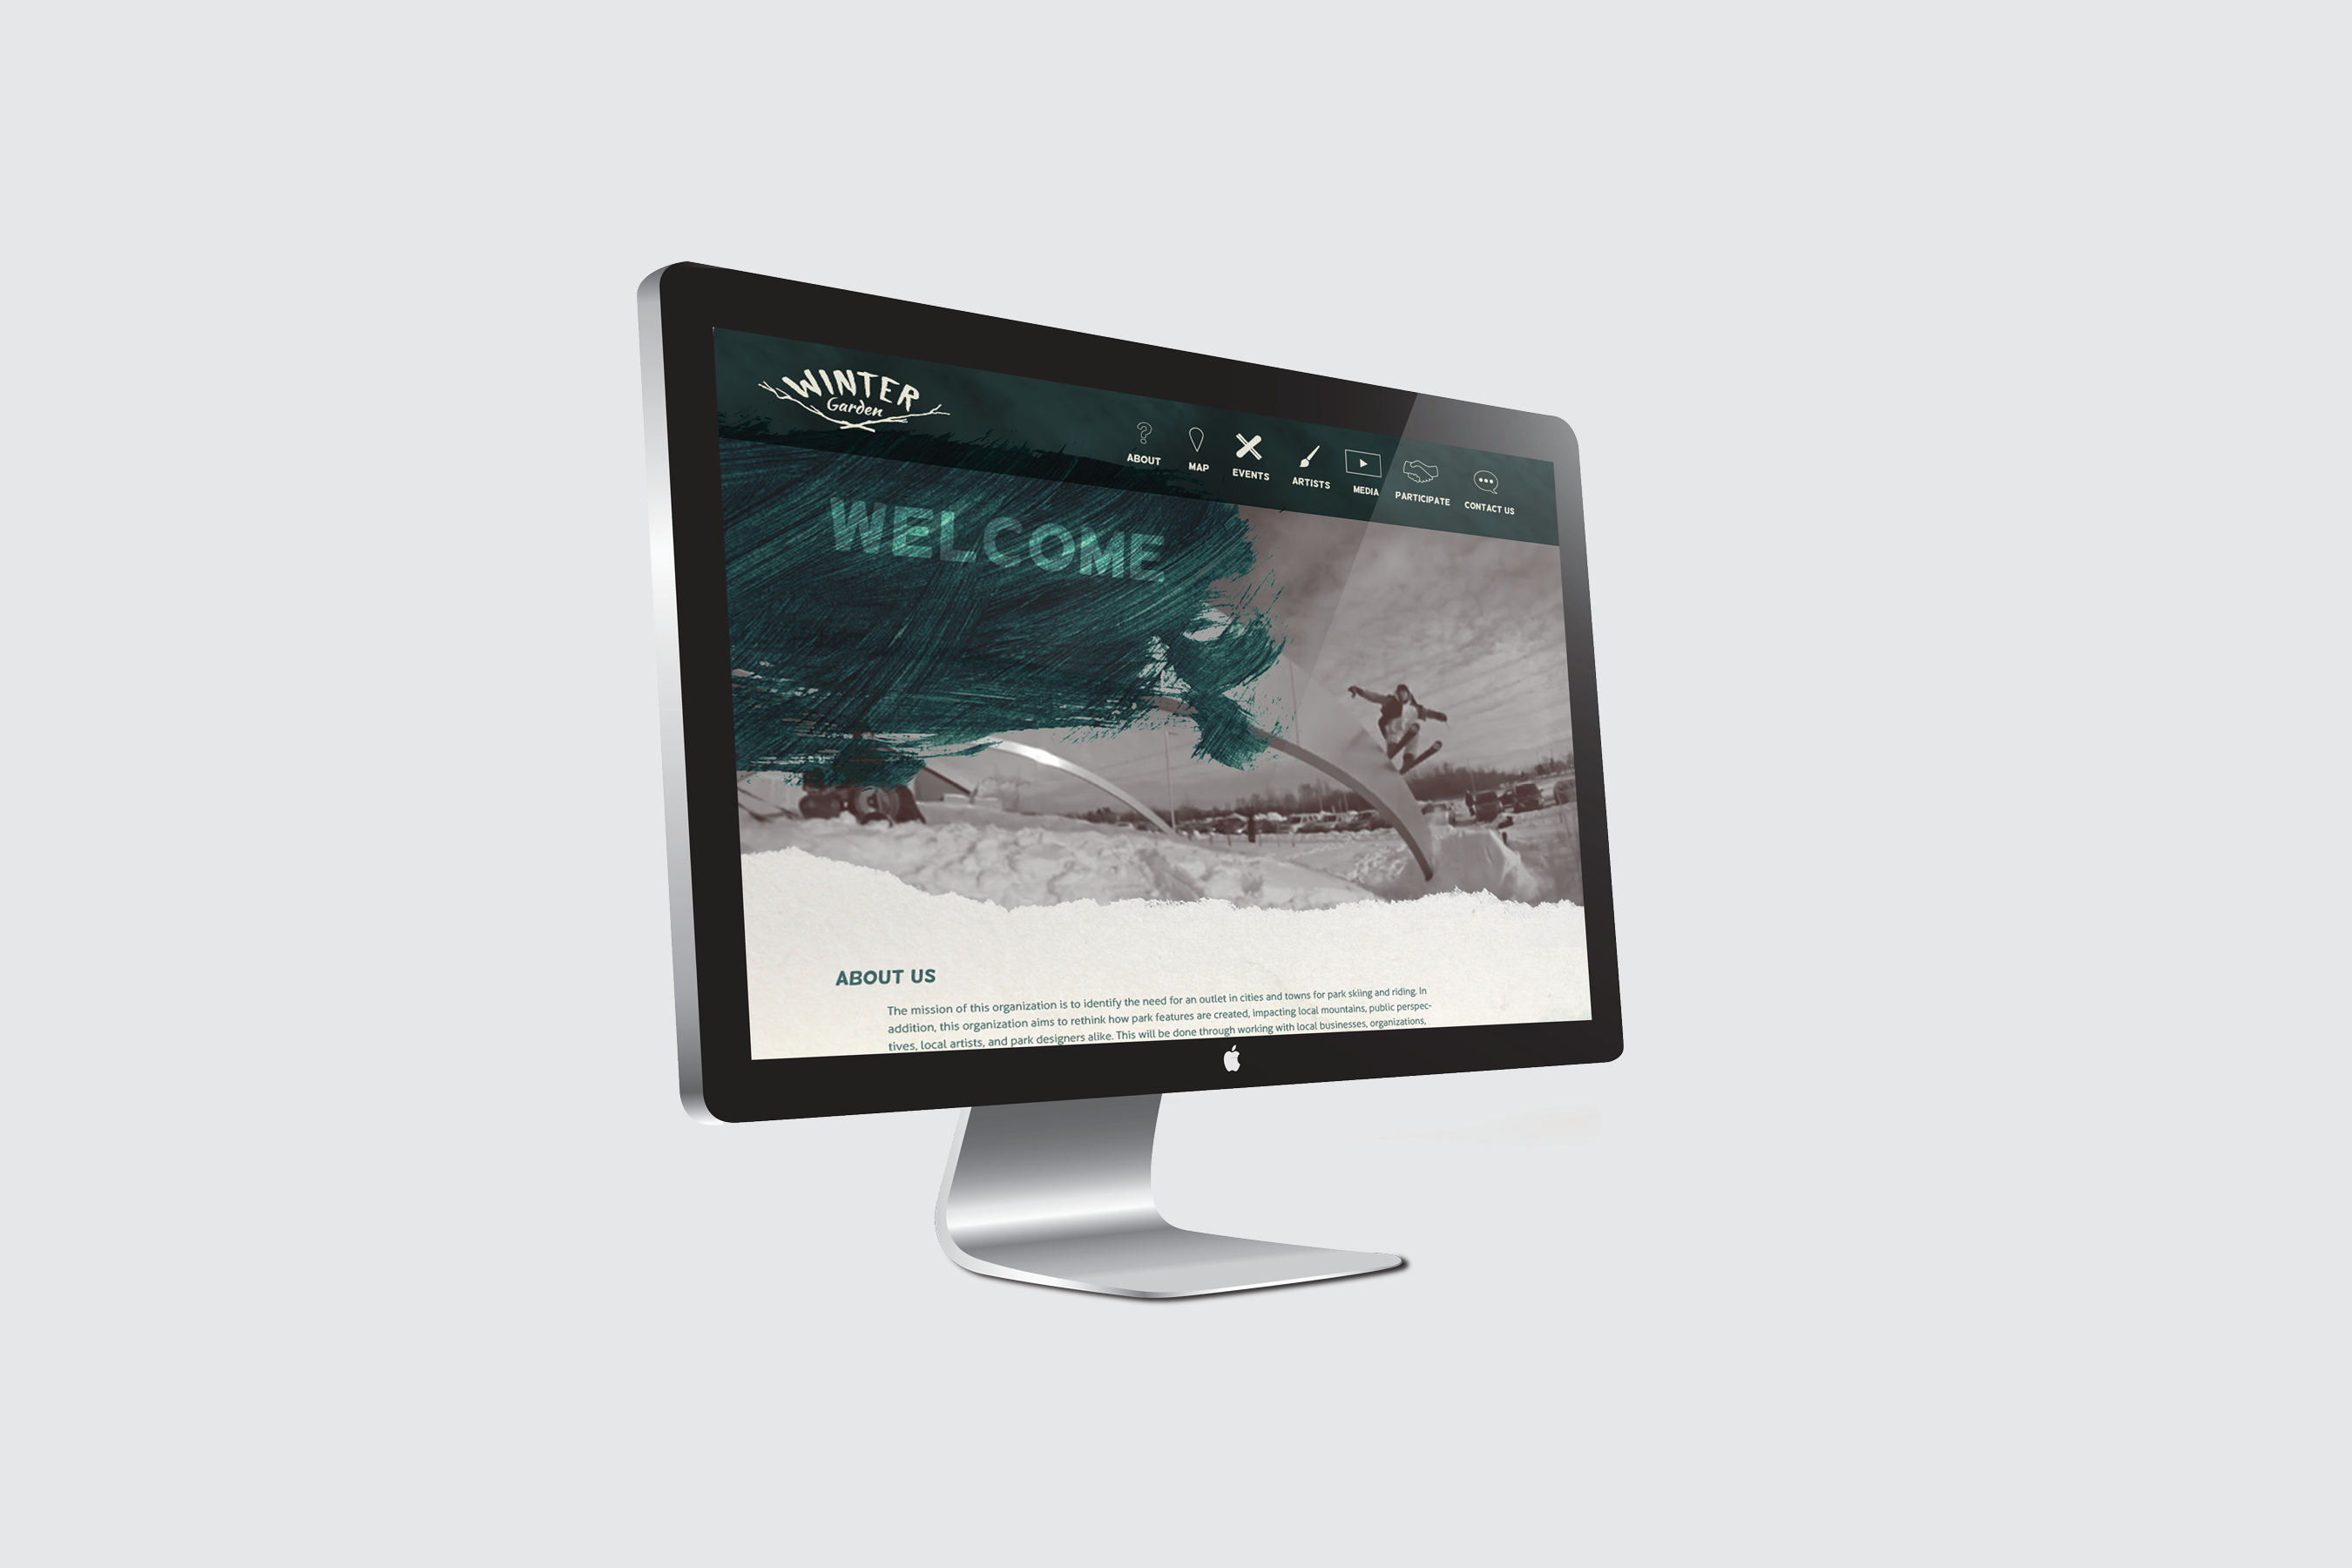 WINTER
Garden
ABOUT
MAP
EVENTS
ARTISTS
MEDIA
PARTICIPATE
CONTACT US
WELCOME
ABOUT US
The mission of this organization is to identify the need for an outlet in cities and towns for park skiing and riding. In
addition, this organization aims to rethink how park features are created, impacting local mountains, public perspec-
tives, local artists, and park designers alike. This will be done through working with local businesses, organizations,